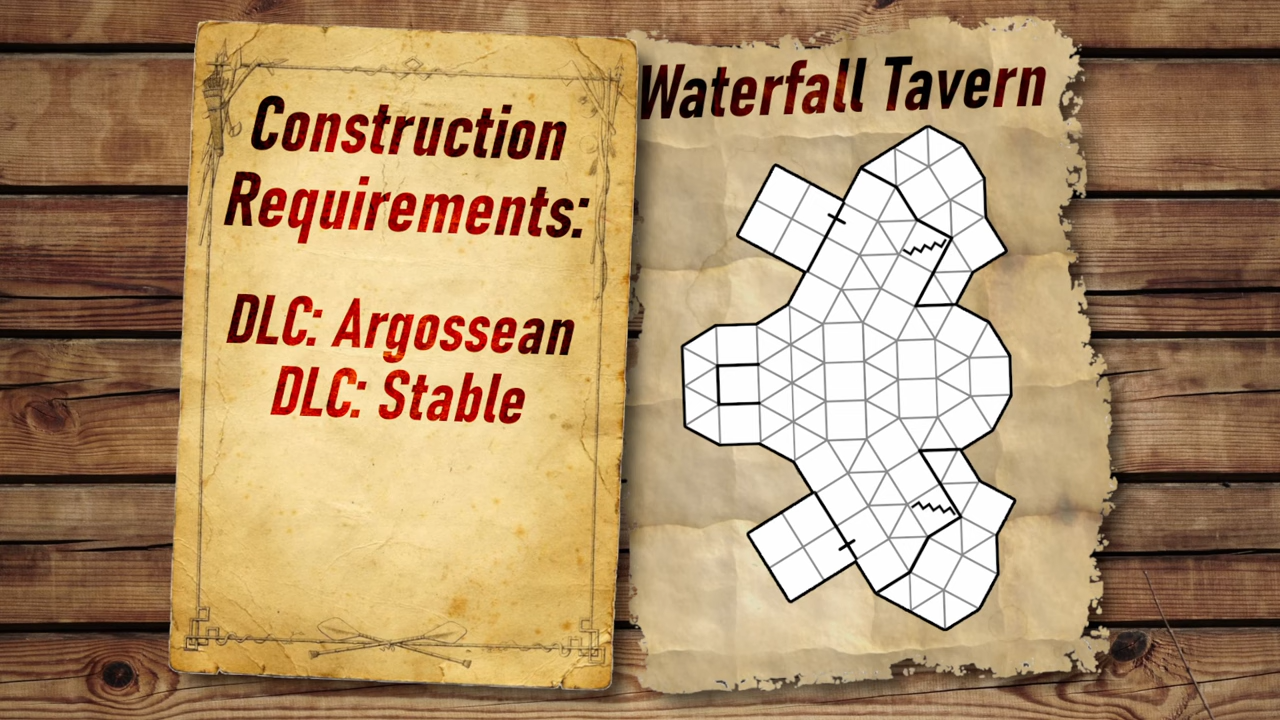 Construction
Requirements:
DLC: Argossean
DLC: Stable
Waterfall Tavern